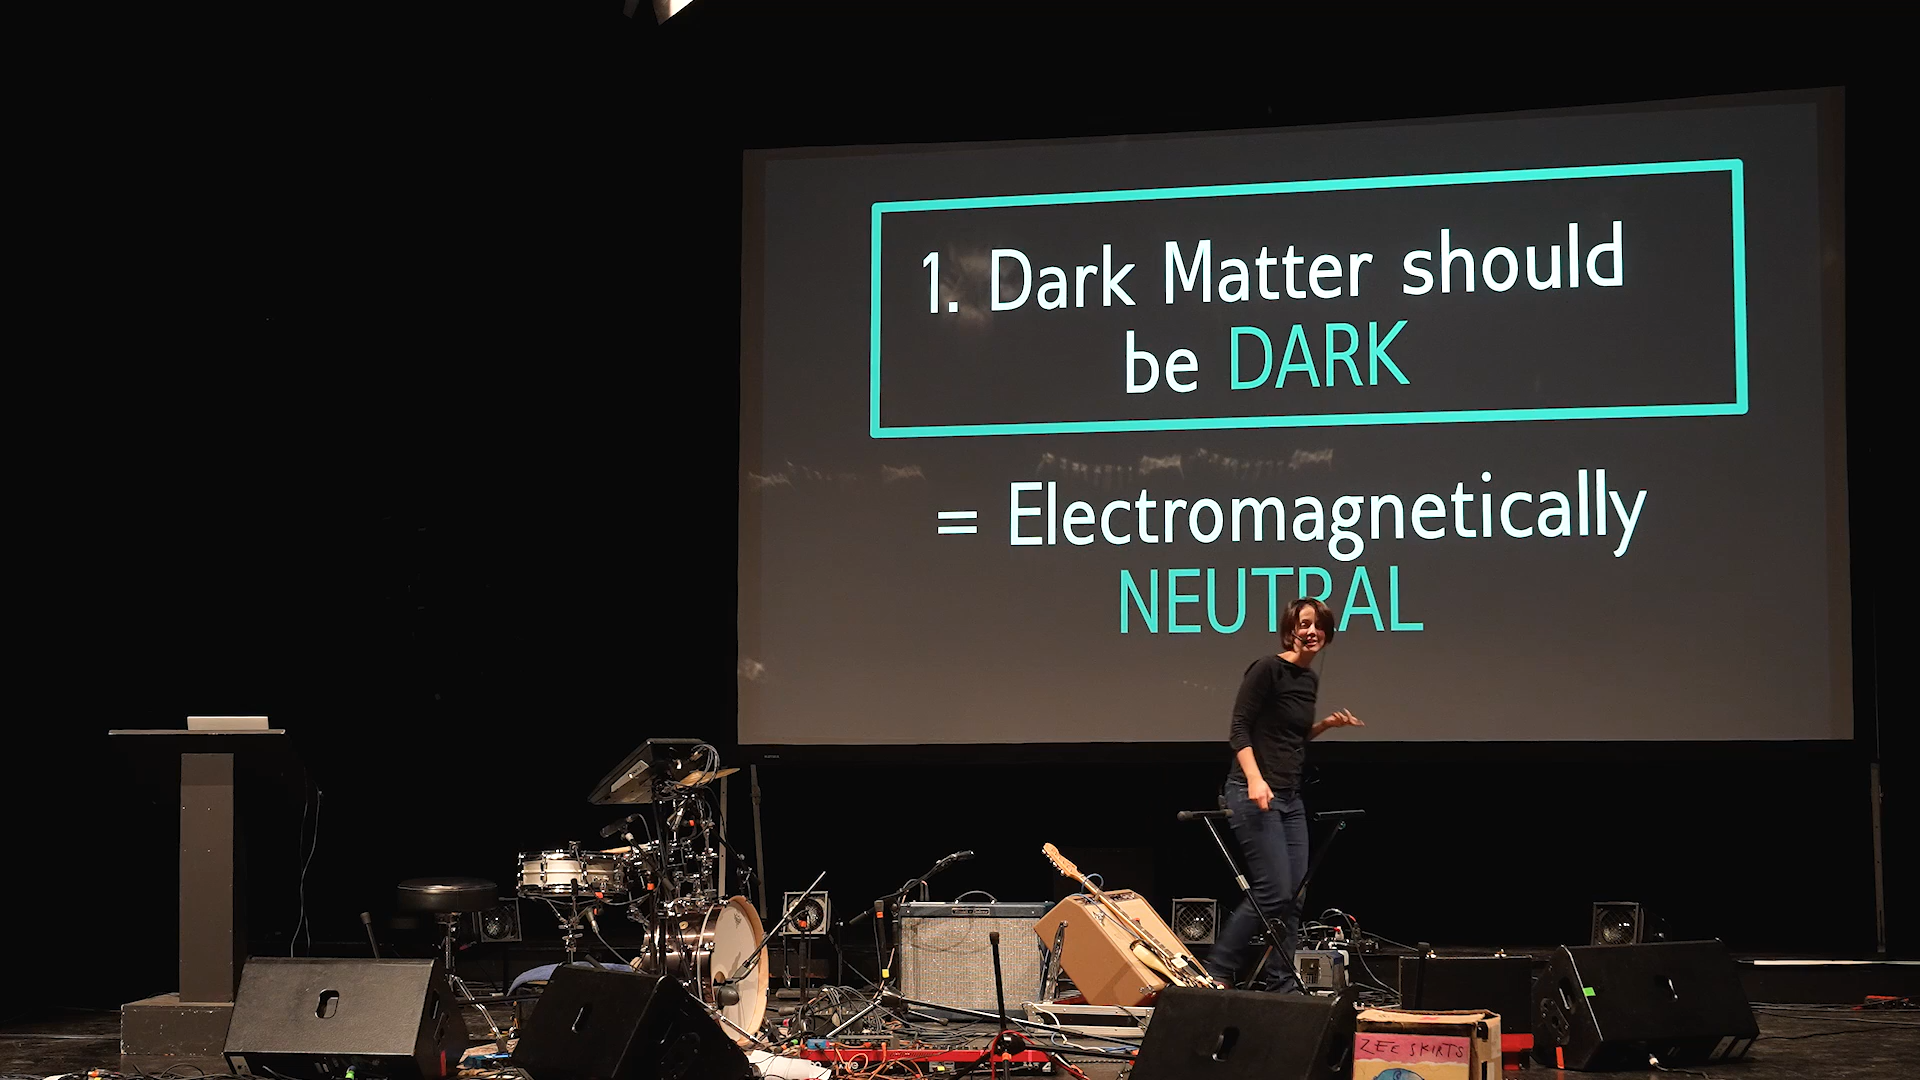 1. Dark Matter should
be DARK
= Electromagnetically
NEUTRAL
ZEE SKIRTS